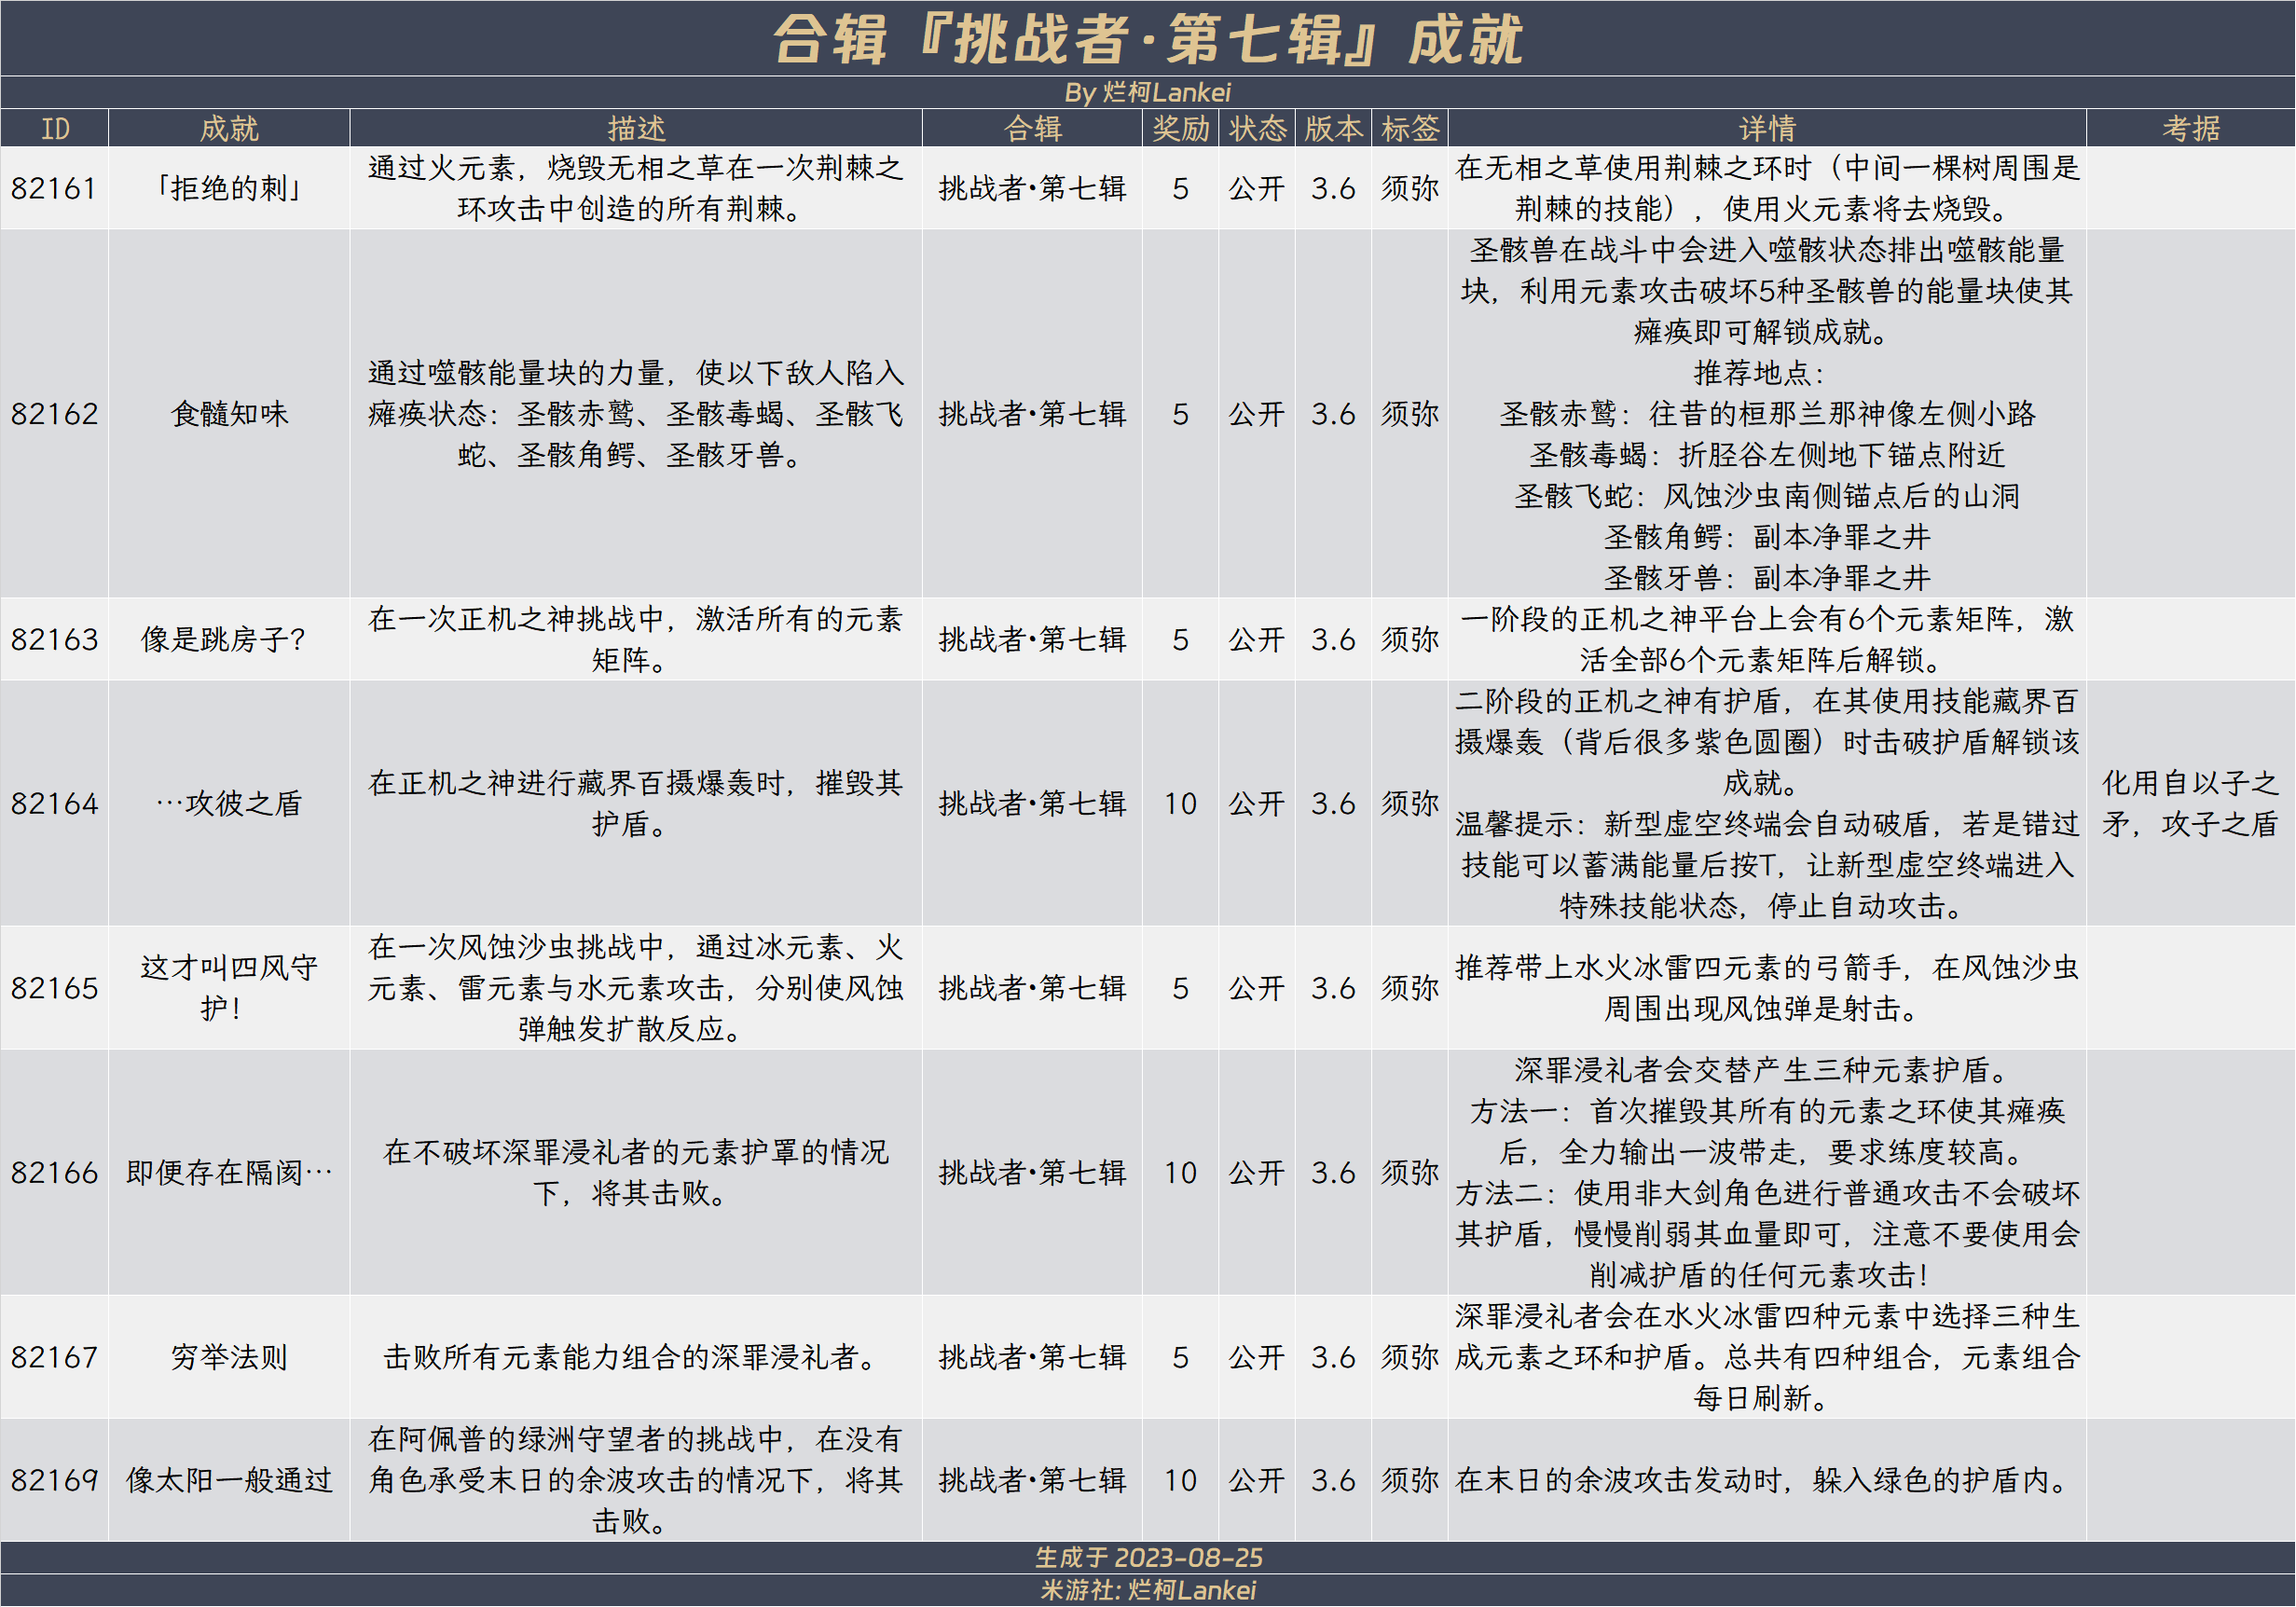 合辑『挑战者·第七辑』成就
By 烂柯Lankei
ID 成就 描述 合辑 奖励 状态 版本 标签 详情 考据
82161 「拒绝的刺」 通过火元素，烧毁无相之草在一次荆棘之
环攻击中创造的所有荆棘。 挑战者·第七辑 5 公开 3.6 须弥 在无相之草使用荆棘之环时（中间一棵树周围是
荆棘的技能），使用火元素将去烧毁。
82162 食髓知味 通过噬骸能量块的力量，使以下敌人陷入
瘫痪状态：圣骸赤鹫、圣骸毒蝎、圣骸飞
蛇、圣骸角鳄、圣骸牙兽。 挑战者·第七辑 5 公开 3.6 须弥 圣骸兽在战斗中会进入噬骸状态排出噬骸能量
块，利用元素攻击破坏5种圣骸兽的能量块使其
瘫痪即可解锁成就。
推荐地点：
圣骸赤鹫：往昔的桓那兰那神像左侧小路
圣骸毒蝎：折胫谷左侧地下锚点附近
圣骸飞蛇：风蚀沙虫南侧锚点后的山洞
圣骸角鳄：副本净罪之井
圣骸牙兽：副本净罪之井
82163 像是跳房子？ 在一次正机之神挑战中，激活所有的元素
矩阵。 挑战者·第七辑 5 公开 3.6 须弥 一阶段的正机之神平台上会有6个元素矩阵，激
活全部6个元素矩阵后解锁。
82164 …攻彼之盾 在正机之神进行藏界百摄爆轰时，摧毁其
护盾。 挑战者·第七辑 10 公开 3.6 须弥 二阶段的正机之神有护盾，在其使用技能藏界百
摄爆轰（背后很多紫色圆圈）时击破护盾解锁该
成就。
温馨提示：新型虚空终端会自动破盾，若是错过
技能可以蓄满能量后按T，让新型虚空终端进入
特殊技能状态，停止自动攻击。 化用自以子之
矛，攻子之盾
82165 这才叫四风守
护！ 在一次风蚀沙虫挑战中，通过冰元素、火
元素、雷元素与水元素攻击，分别使风蚀
弹触发扩散反应。 挑战者·第七辑 5 公开 3.6 须弥 推荐带上水火冰雷四元素的弓箭手，在风蚀沙虫
周围出现风蚀弹是射击。
82166 即便存在隔阂… 在不破坏深罪浸礼者的元素护罩的情况
下，将其击败。 挑战者·第七辑 10 公开 3.6 须弥 深罪浸礼者会交替产生三种元素护盾。
方法一：首次摧毁其所有的元素之环使其瘫痪
后，全力输出一波带走，要求练度较高。
方法二：使用非大剑角色进行普通攻击不会破坏
其护盾，慢慢削弱其血量即可，注意不要使用会
削减护盾的任何元素攻击！
82167 穷举法则 击败所有元素能力组合的深罪浸礼者。 挑战者·第七辑 5 公开 3.6 须弥 深罪浸礼者会在水火冰雷四种元素中选择三种生
成元素之环和护盾。总共有四种组合，元素组合
每日刷新。
82169 像太阳一般通过 在阿佩普的绿洲守望者的挑战中，在没有
角色承受末日的余波攻击的情况下，将其
击败。 挑战者·第七辑 10 公开 3.6 须弥 在末日的余波攻击发动时，躲入绿色的护盾内。
生成于 2023-08-25
米游社: 烂柯Lankei